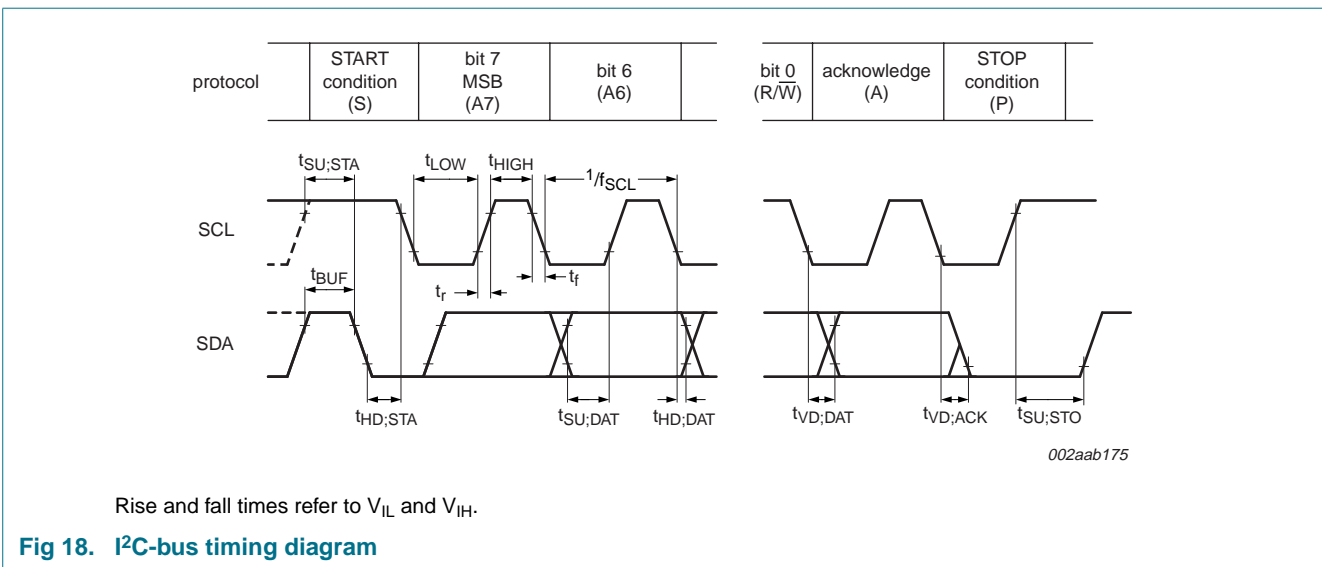 protocol
START
condition
(S)
bit 7
MSB
(A7)
bit 6
(A6)
bit 0
(R/W̅)
acknowledge
(A)
STOP
condition
(P)
tSU;STA
tLOW
tHIGH
1/fSCL
SCL
tBUF
tr
tf
SDA
tHD;STA
tSU;DAT
tHD;DAT
tVD;DAT
tVD;ACK
tSU;STO
002aab175
Rise and fall times refer to VIL and VIH.
Fig 18. I²C-bus timing diagram